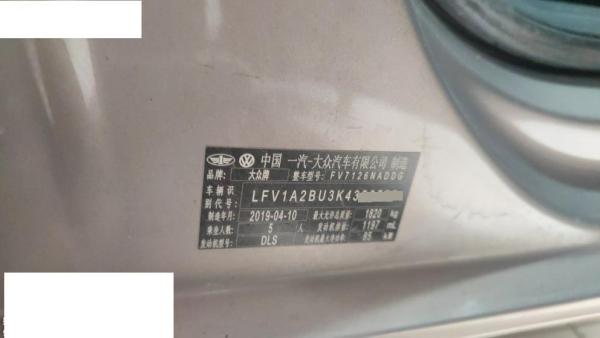 中国 一汽-大众汽车有限公司 制造
品牌: 大众牌 整车型号: FV7126NADDG
车辆识别代号: LFV1A2BU3K43
制造年月: 2019-04-10 最大允许总质量: 1820 kg
乘坐人数: 5 人 发动机排量: 1197 mL
发动机型号: DLS 发动机最大净功率: 85 kW